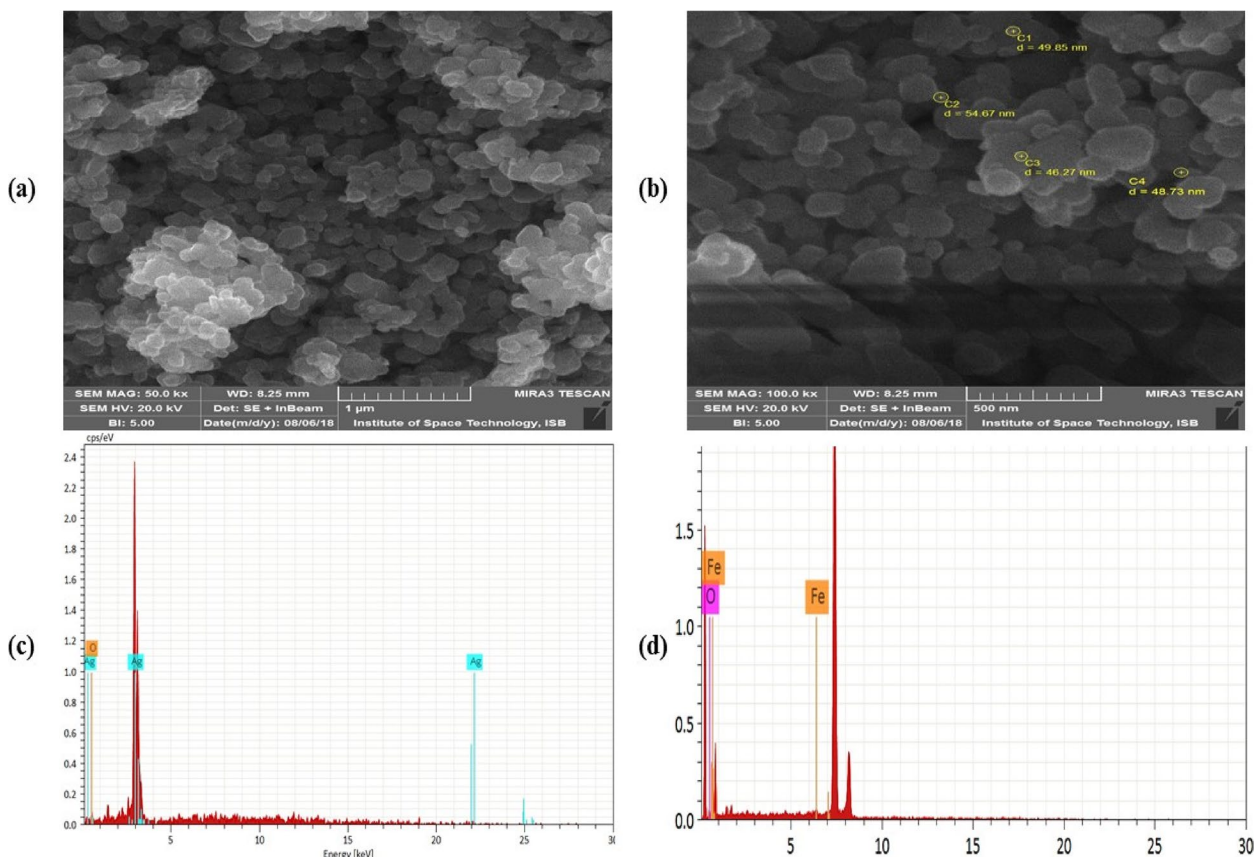 (a)
SEM MAG: 50.0 kx
WD: 8.25 mm
MIRA3 TESCAN
SEM HV: 20.0 kV
Det: SE + InBeam
1 µm
BI: 5.00
Date(m/d/y): 08/06/18
Institute of Space Technology, ISB
(b)
C1
d = 49.85 nm
C2
d = 54.67 nm
C3
d = 46.27 nm
C4
d = 48.73 nm
SEM MAG: 100.0 kx
WD: 8.25 mm
MIRA3 TESCAN
SEM HV: 20.0 kV
Det: SE + InBeam
500 nm
BI: 5.00
Date(m/d/y): 08/06/18
Institute of Space Technology, ISB
(c)
cps/eV
2.4
2.2
2.0
1.8
1.6
1.4
1.2
1.0
0.8
0.6
0.4
0.2
0.0
O
Ag
Ag
Ag
5
10
15
20
25
30
Energy [keV]
(d)
1.5
1.0
0.5
0.0
Fe
O
Fe
5
10
15
20
25
30